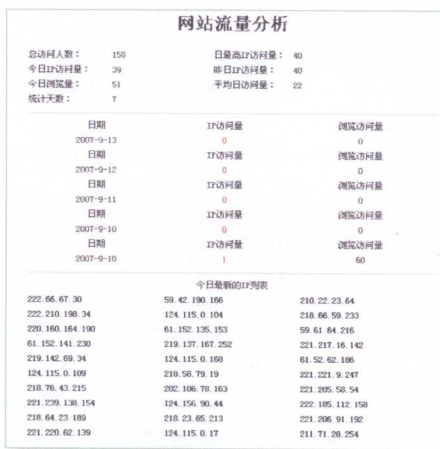 网站流量分析
总访问人数： 158 日最高IP访问量： 40
今日IP访问量： 39 昨日IP访问量： 40
今日浏览量： 51 平均日访问量： 22
统计天数： 7
日期 IP访问量 浏览访问量
2007-9-13 0 0
日期 IP访问量 浏览访问量
2007-9-12 0 0
日期 IP访问量 浏览访问量
2007-9-11 0 0
日期 IP访问量 浏览访问量
2007-9-10 0 0
日期 IP访问量 浏览访问量
2007-9-10 1 60
今日最新的IP列表
222.66.67.30 59.42.190.166 210.22.23.64
222.210.198.34 124.115.0.104 218.66.59.233
220.160.164.190 61.152.135.153 59.61.84.216
61.152.141.230 219.137.167.252 221.217.16.142
219.142.69.34 124.115.0.168 61.52.62.186
124.115.0.109 218.58.79.19 221.221.9.247
218.76.43.215 202.106.78.163 221.205.58.54
221.239.138.154 124.156.90.44 222.185.112.158
218.64.23.189 218.23.65.213 221.206.91.192
221.220.62.139 124.115.0.17 211.71.28.254